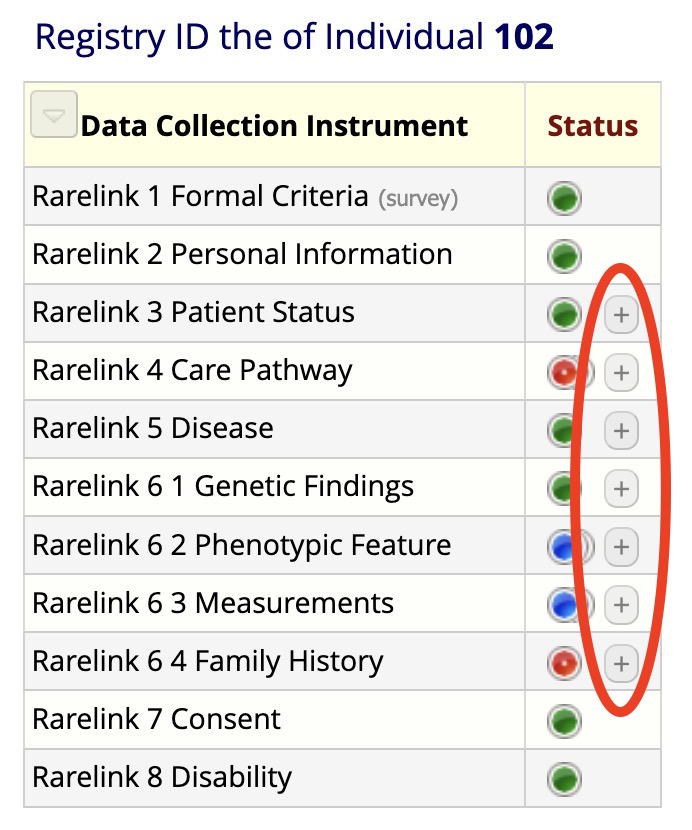 Registry ID the of Individual 102
Data Collection Instrument Status
Rarelink 1 Formal Criteria (survey)
Rarelink 2 Personal Information
Rarelink 3 Patient Status +
Rarelink 4 Care Pathway +
Rarelink 5 Disease +
Rarelink 6 1 Genetic Findings +
Rarelink 6 2 Phenotypic Feature +
Rarelink 6 3 Measurements +
Rarelink 6 4 Family History +
Rarelink 7 Consent
Rarelink 8 Disability